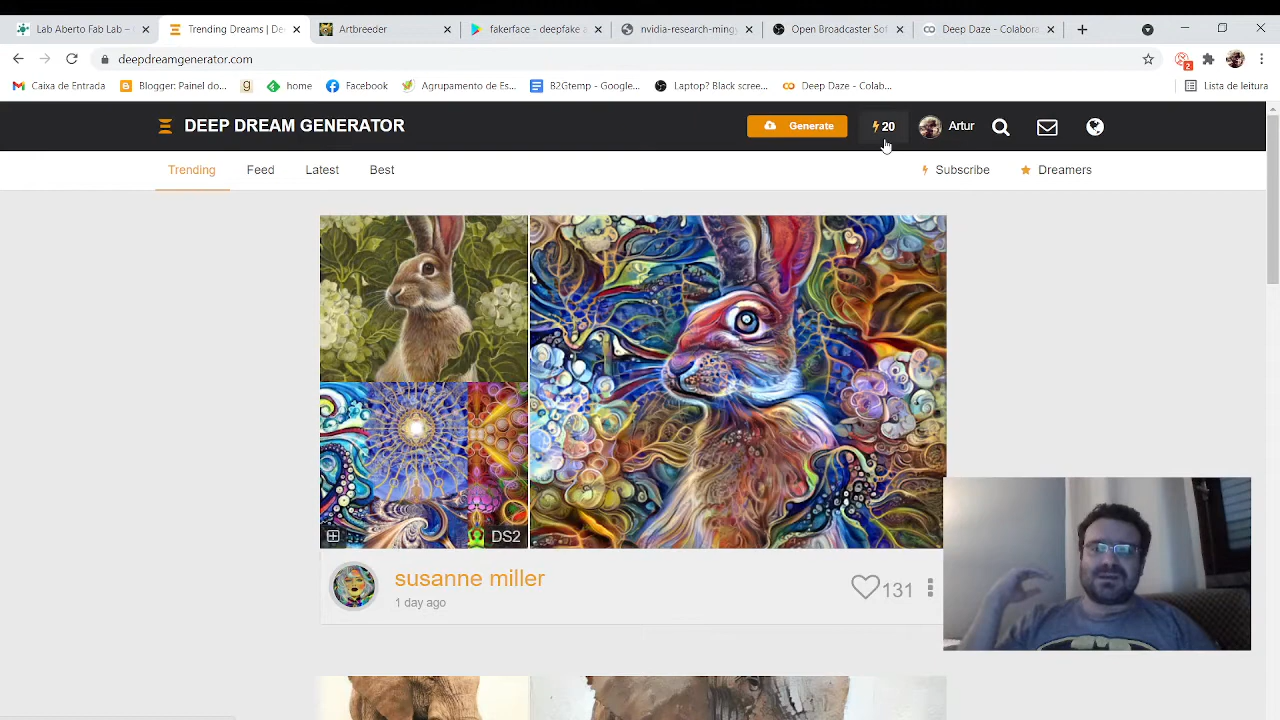 Lab Aberto Fab Lab –
Trending Dreams | De
Artbreeder
fakerface - deepfake
nvidia-research-ming
Open Broadcaster Sof
Deep Daze - Colabora
deepdreamgenerator.com
2
Caixa de Entrada
Blogger: Painel do...
home
Facebook
Agrupamento de Es...
B2Gtemp - Google...
Laptop? Black scree...
Deep Daze - Colab...
Lista de leitura
DEEP DREAM GENERATOR
Generate
20
Artur
Trending
Feed
Latest
Best
Subscribe
Dreamers
DS2
susanne miller
1 day ago
131